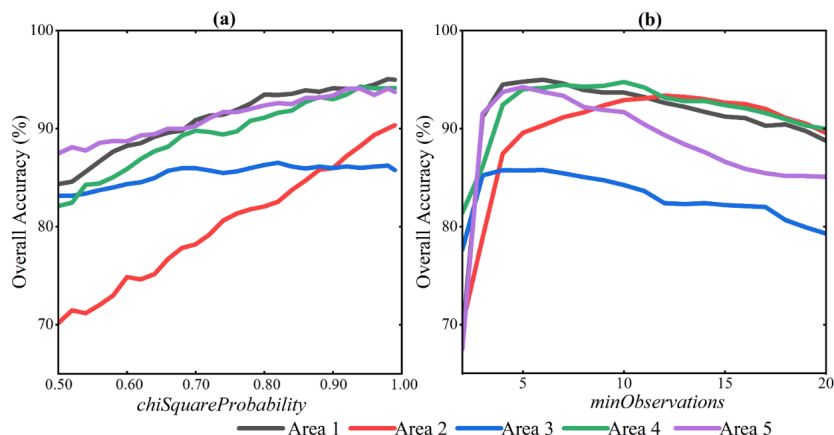 (a)
(b)
100
90
80
70
Overall Accuracy (%)
0.50
0.60
0.70
0.80
0.90
1.00
chiSquareProbability
100
90
80
70
Overall Accuracy (%)
5
10
15
20
minObservations
Area 1
Area 2
Area 3
Area 4
Area 5